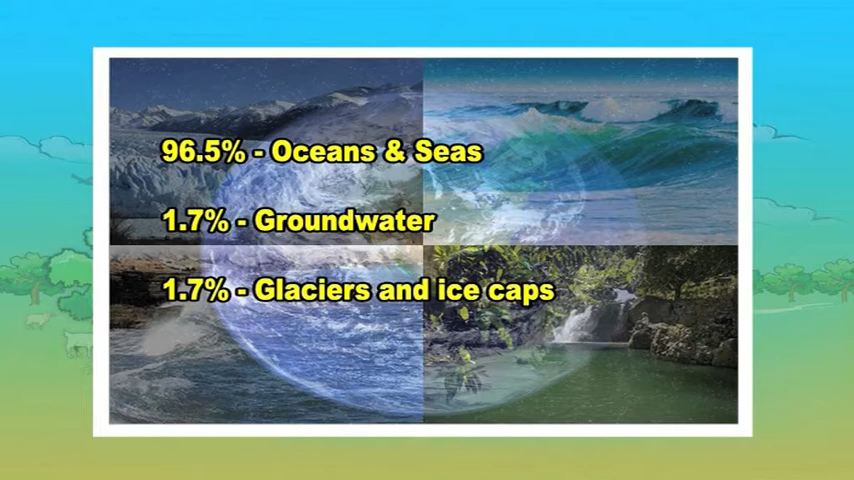 96.5% - Oceans & Seas
1.7% - Groundwater
1.7% - Glaciers and ice caps